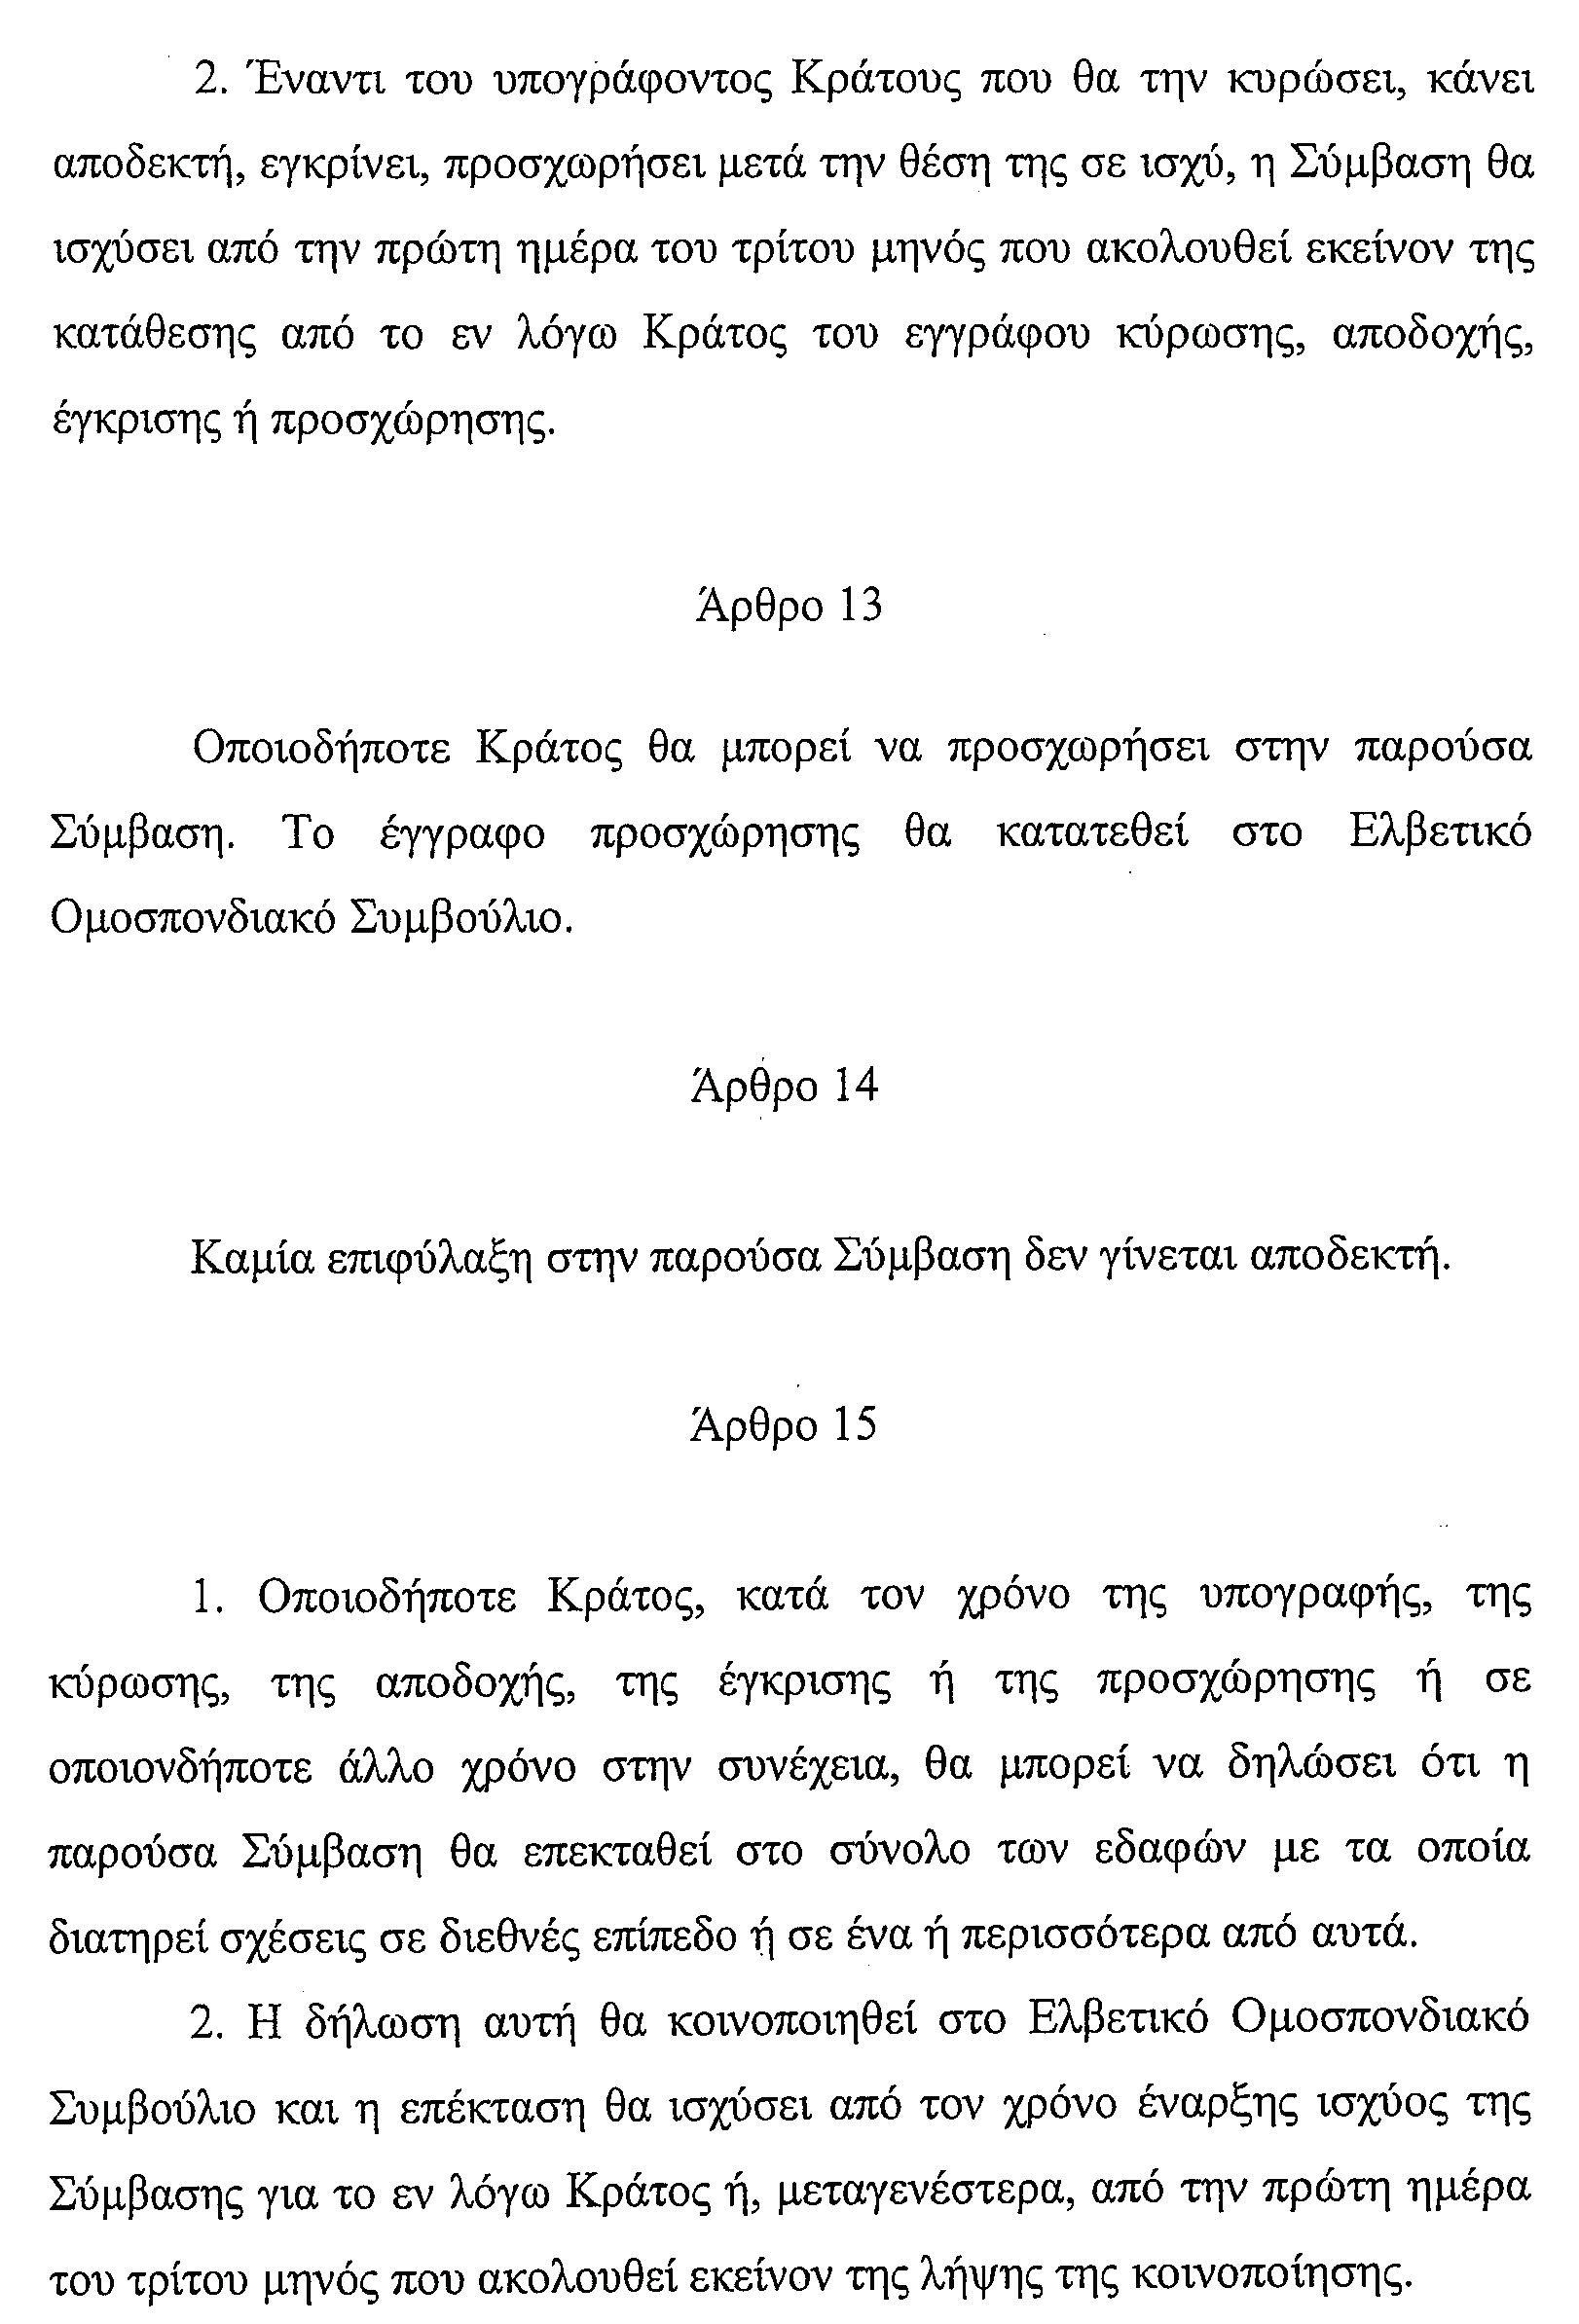 2. Έναντι του υπογράφοντος Κράτους που θα την κυρώσει, κάνει
αποδεκτή, εγκρίνει, προσχωρήσει μετά την θέση της σε ισχύ, η Σύμβαση θα
ισχύσει από την πρώτη ημέρα του τρίτου μηνός που ακολουθεί εκείνον της
κατάθεσης από το εν λόγω Κράτος του εγγράφου κύρωσης, αποδοχής,
έγκρισης ή προσχώρησης.
Άρθρο 13
Οποιοδήποτε Κράτος θα μπορεί να προσχωρήσει στην παρούσα
Σύμβαση. Το έγγραφο προσχώρησης θα κατατεθεί στο Ελβετικό
Ομοσπονδιακό Συμβούλιο.
Άρθρο 14
Καμία επιφύλαξη στην παρούσα Σύμβαση δεν γίνεται αποδεκτή.
Άρθρο 15
1. Οποιοδήποτε Κράτος, κατά τον χρόνο της υπογραφής, της
κύρωσης, της αποδοχής, της έγκρισης ή της προσχώρησης ή σε
οποιονδήποτε άλλο χρόνο στην συνέχεια, θα μπορεί να δηλώσει ότι η
παρούσα Σύμβαση θα επεκταθεί στο σύνολο των εδαφών με τα οποία
διατηρεί σχέσεις σε διεθνές επίπεδο ή σε ένα ή περισσότερα από αυτά.
2. Η δήλωση αυτή θα κοινοποιηθεί στο Ελβετικό Ομοσπονδιακό
Συμβούλιο και η επέκταση θα ισχύσει από τον χρόνο έναρξης ισχύος της
Σύμβασης για το εν λόγω Κράτος ή, μεταγενέστερα, από την πρώτη ημέρα
του τρίτου μηνός που ακολουθεί εκείνον της λήψης της κοινοποίησης.